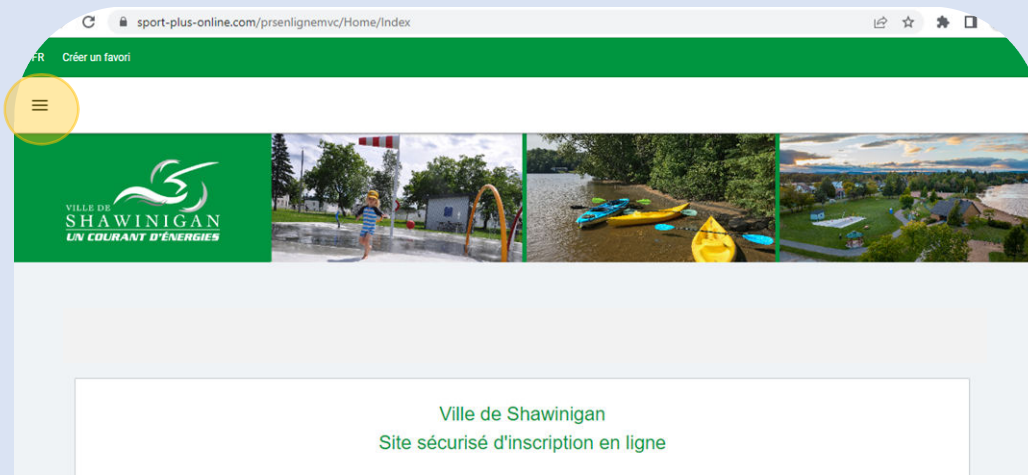 sport-plus-online.com/prsenlignemvc/Home/Index
FR Créer un favori
VILLE DE
SHAWINIGAN
UN COURANT D'ÉNERGIES
Ville de Shawinigan
Site sécurisé d'inscription en ligne